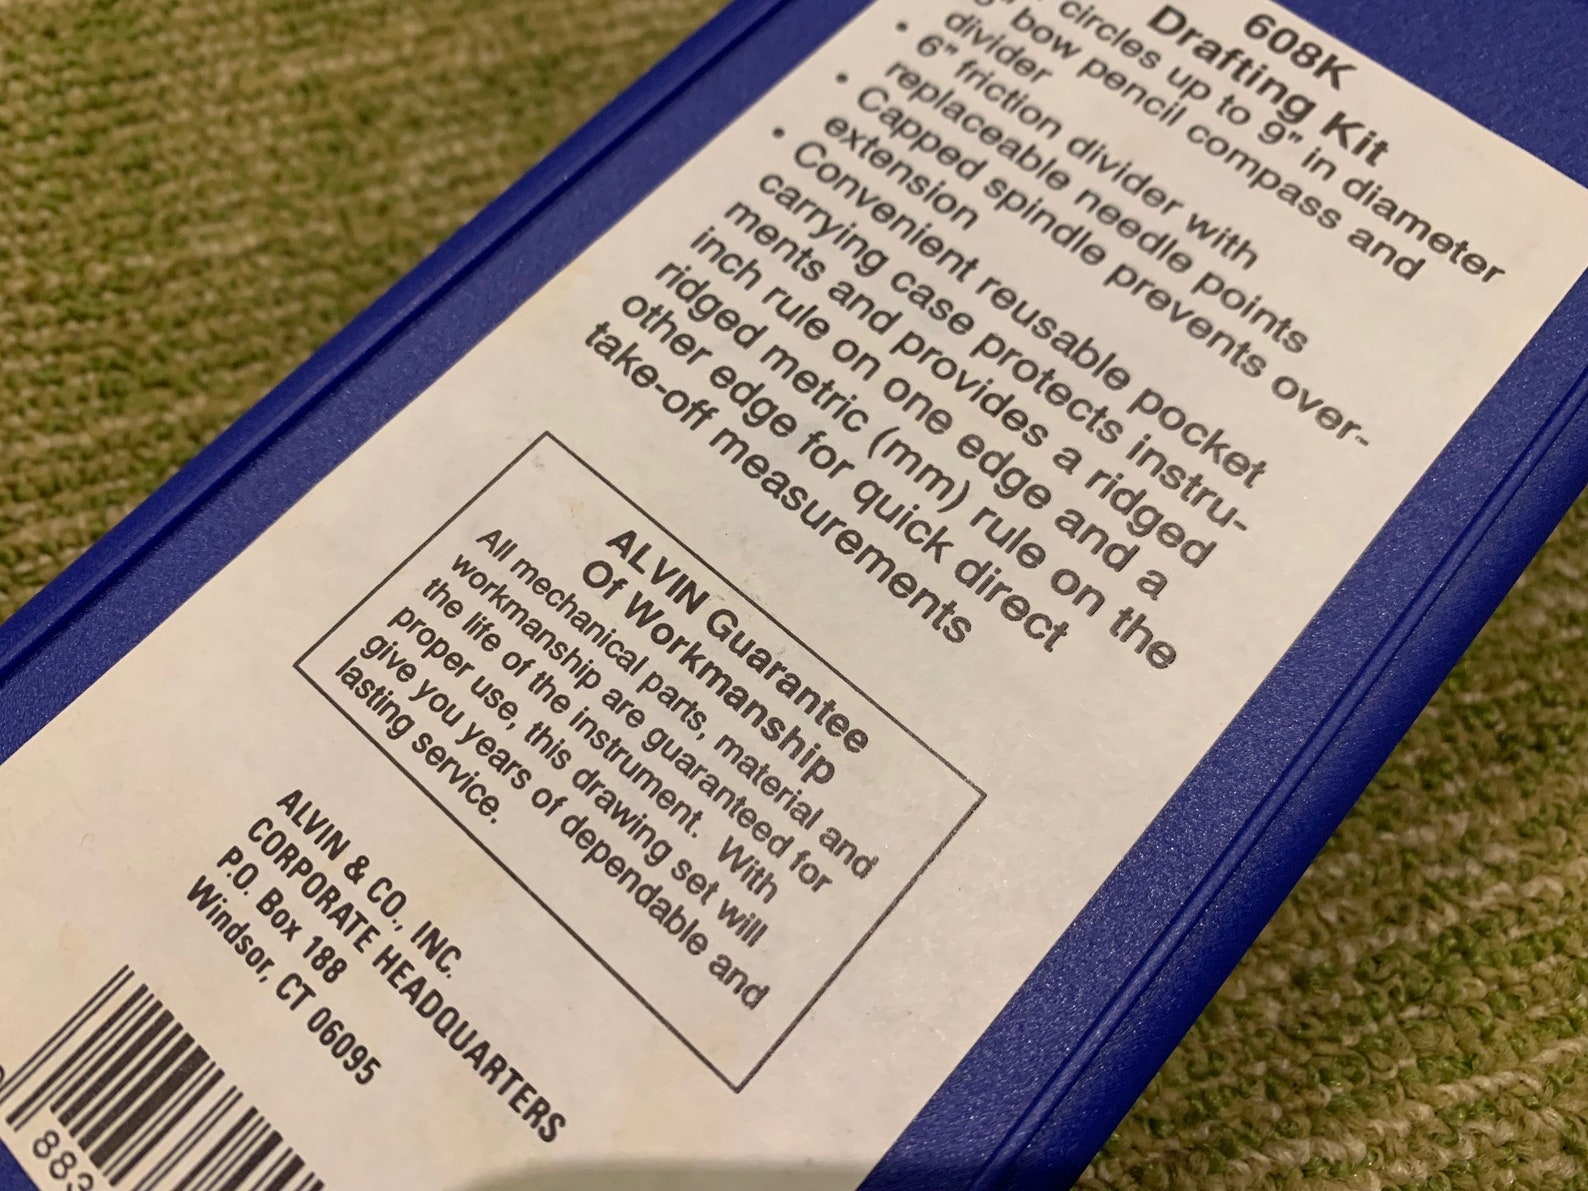 608K
Drafting Kit
circles up to 9" in diameter
bow pencil compass and
divider
• 6" friction divider with
replaceable needle points
• Capped spindle prevents over-
extension
• Convenient reusable pocket
carrying case protects instru-
ments and provides a ridged
inch rule on one edge and a
ridged metric (mm) rule on the
other edge for quick direct
take-off measurements
ALVIN Guarantee
Of Workmanship
All mechanical parts, material and
workmanship are guaranteed for
the life of the instrument. With
proper use, this drawing set will
give you years of dependable and
lasting service.
ALVIN & CO., INC.
CORPORATE HEADQUARTERS
P.O. Box 188
Windsor, CT 06095
883